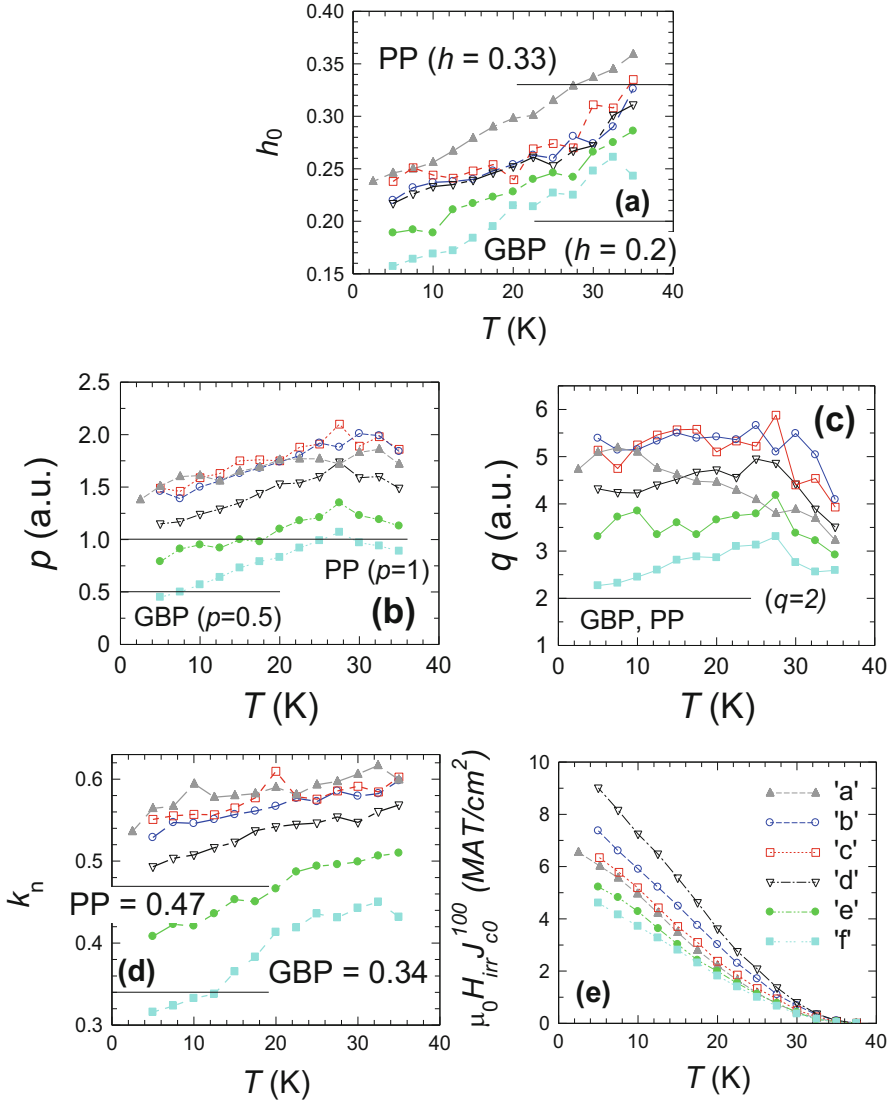 0.40
0.35
0.30
0.25
0.20
0.15
h₀
PP (h = 0.33)
(a)
GBP (h = 0.2)
0 10 20 30 40
T (K)
2.5
2.0
1.5
1.0
0.5
0
p (a.u.)
PP (p=1)
GBP (p=0.5)
(b)
0 10 20 30 40
T (K)
6
5
4
3
2
1
q (a.u.)
(c)
(q=2)
GBP, PP
0 10 20 30 40
T (K)
0.6
0.5
0.4
0.3
kₙ
PP = 0.47
(d)
GBP = 0.34
0 10 20 30 40
T (K)
10
8
6
4
2
0
μ₀H_irr J_c0^100 (MAT/cm²)
'a'
'b'
'c'
'd'
'e'
'f'
(e)
0 10 20 30 40
T (K)